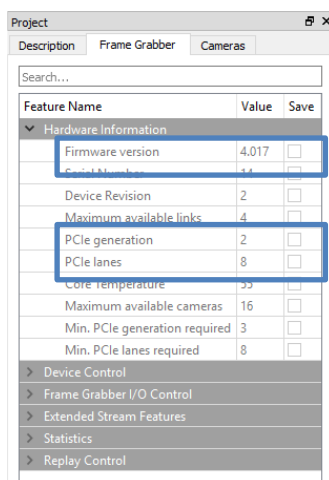 Project
Description Frame Grabber Cameras
Search...
Feature Name Value Save
Hardware Information
Firmware version 4.017
Serial Number 14
Device Revision 2
Maximum available links 4
PCIe generation 2
PCIe lanes 8
Core Temperature 55
Maximum available cameras 16
Min. PCIe generation required 3
Min. PCIe lanes required 8
Device Control
Frame Grabber I/O Control
Extended Stream Features
Statistics
Replay Control